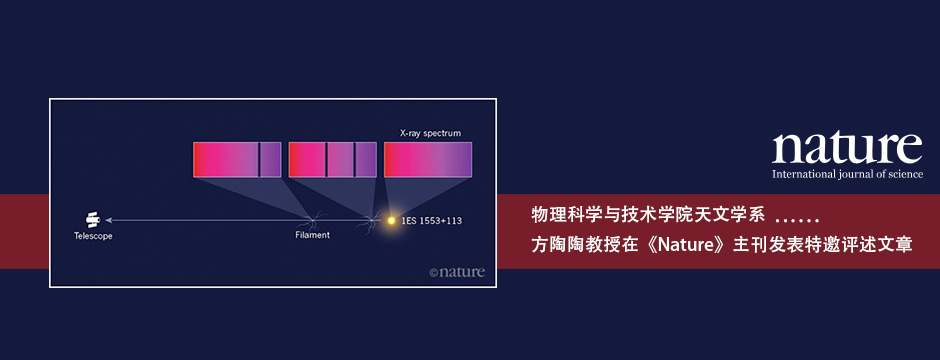 X-ray spectrum
1ES 1553+113
Telescope
Filament
©nature
nature
International journal of science
物理科学与技术学院天文学系 ......
方陶陶教授在《Nature》主刊发表特邀评述文章